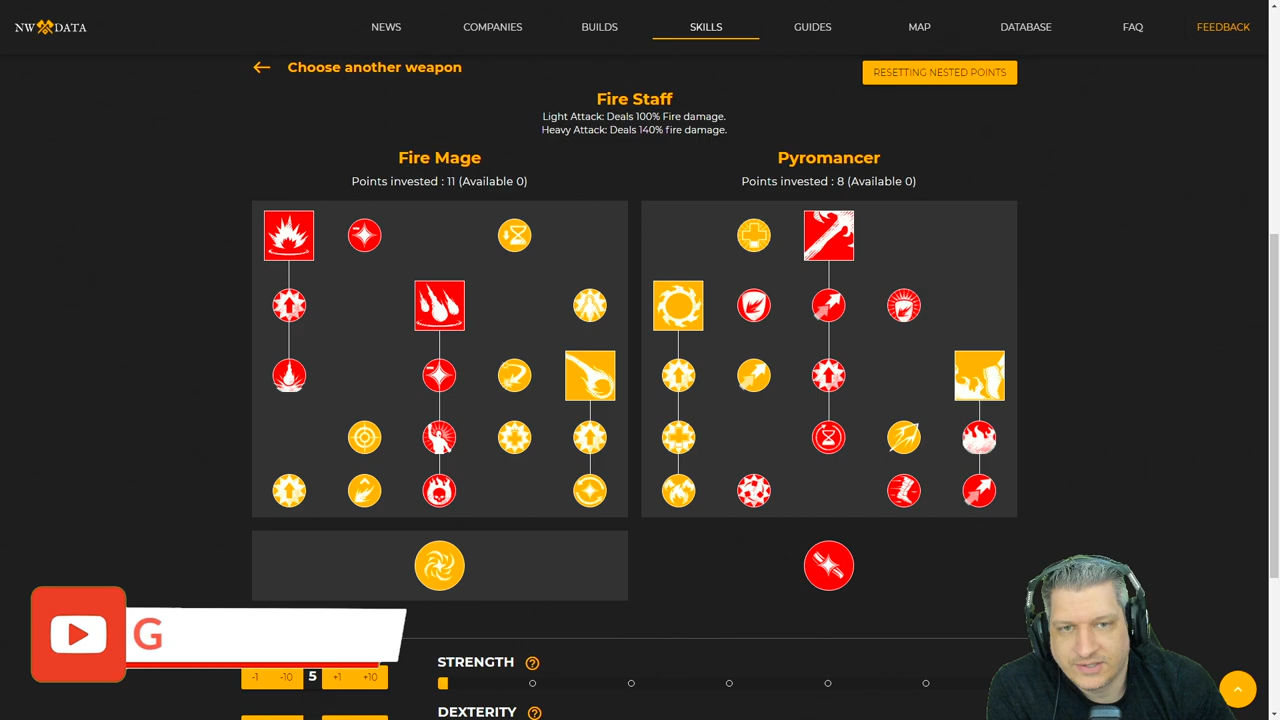 NW DATA
NEWS COMPANIES BUILDS SKILLS GUIDES MAP DATABASE FAQ FEEDBACK
Choose another weapon
RESETTING NESTED POINTS
Fire Staff
Light Attack: Deals 100% Fire damage.
Heavy Attack: Deals 140% fire damage.
Fire Mage
Points invested : 11 (Available 0)
Pyromancer
Points invested : 8 (Available 0)
G
-1 -10 5 +1 +10
STRENGTH ?
DEXTERITY ?